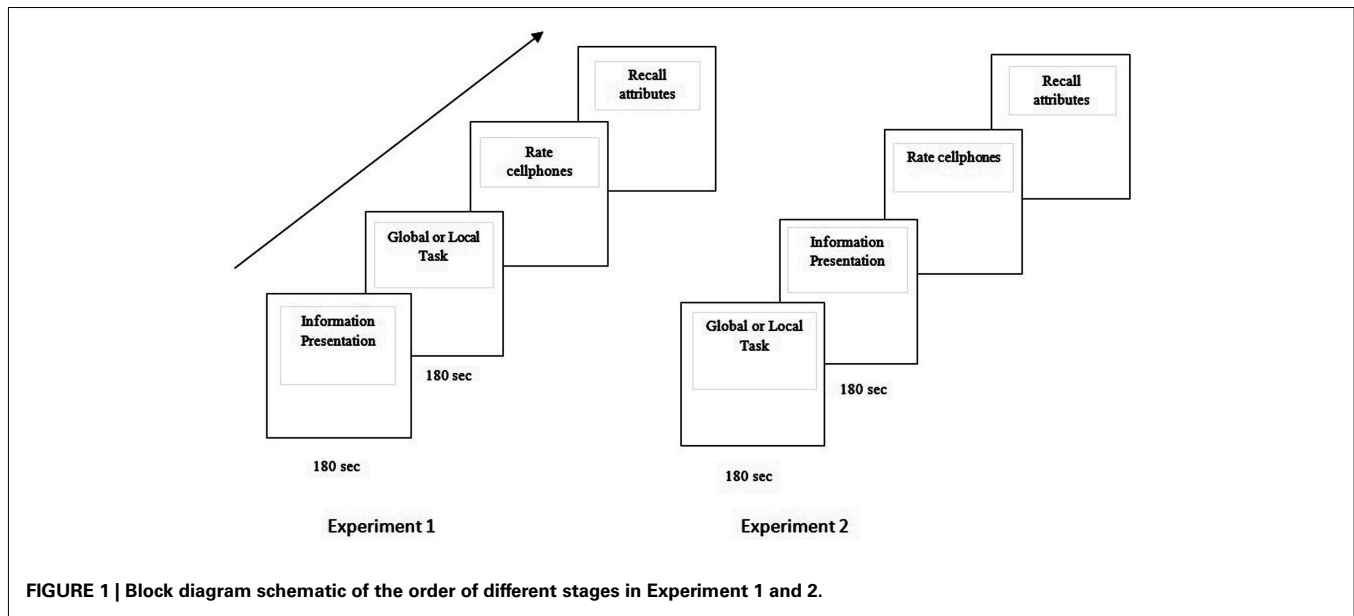 Recall
attributes
Rate
cellphones
Global or Local
Task
Information
Presentation
180 sec
180 sec
Experiment 1
Recall
attributes
Rate cellphones
Information
Presentation
Global or Local
Task
180 sec
180 sec
Experiment 2
FIGURE 1 | Block diagram schematic of the order of different stages in Experiment 1 and 2.